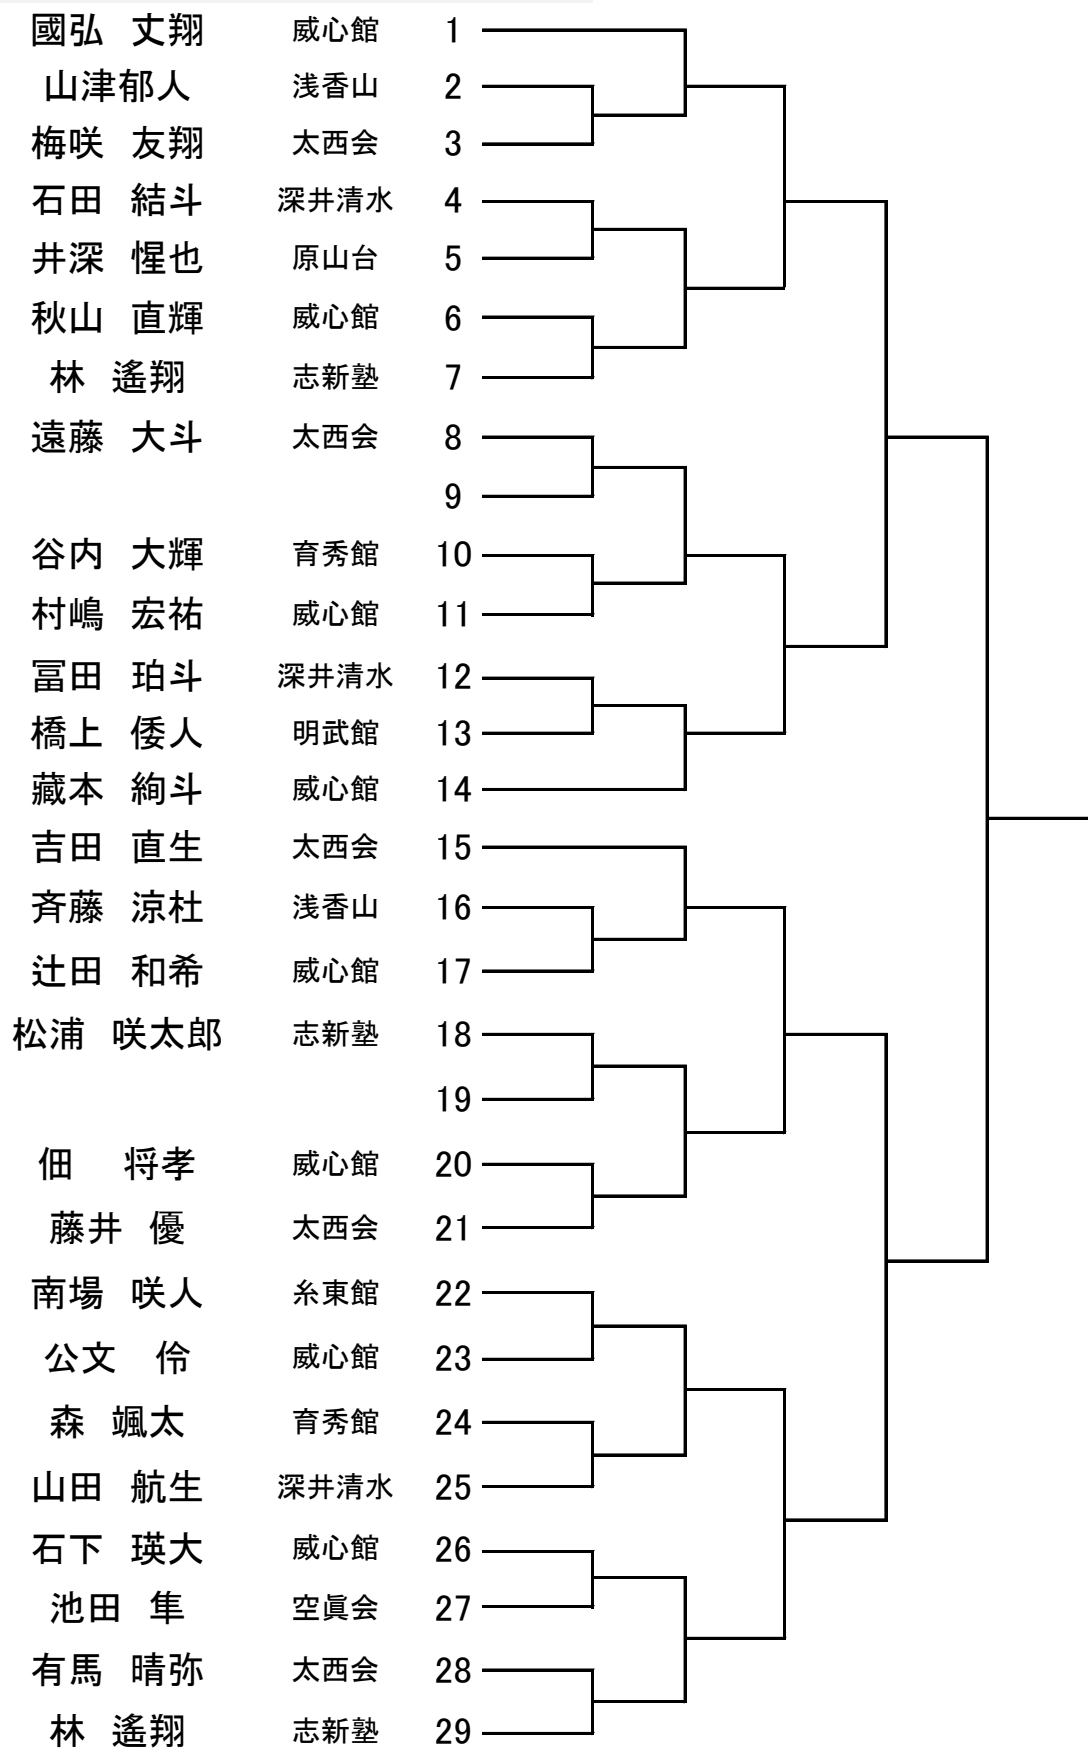 國弘 丈翔 威心館 1
山津郁人 浅香山 2
梅咲 友翔 太西会 3
石田 結斗 深井清水 4
井深 惺也 原山台 5
秋山 直輝 威心館 6
林 遙翔 志新塾 7
遠藤 大斗 太西会 8
9
谷内 大輝 育秀館 10
村嶋 宏祐 威心館 11
冨田 珀斗 深井清水 12
橋上 倭人 明武館 13
藏本 絢斗 威心館 14
吉田 直生 太西会 15
斉藤 涼杜 浅香山 16
辻田 和希 威心館 17
松浦 咲太郎 志新塾 18
19
佃 将孝 威心館 20
藤井 優 太西会 21
南場 咲人 糸東館 22
公文 伶 威心館 23
森 颯太 育秀館 24
山田 航生 深井清水 25
石下 瑛大 威心館 26
池田 隼 空眞会 27
有馬 晴弥 太西会 28
林 遙翔 志新塾 29